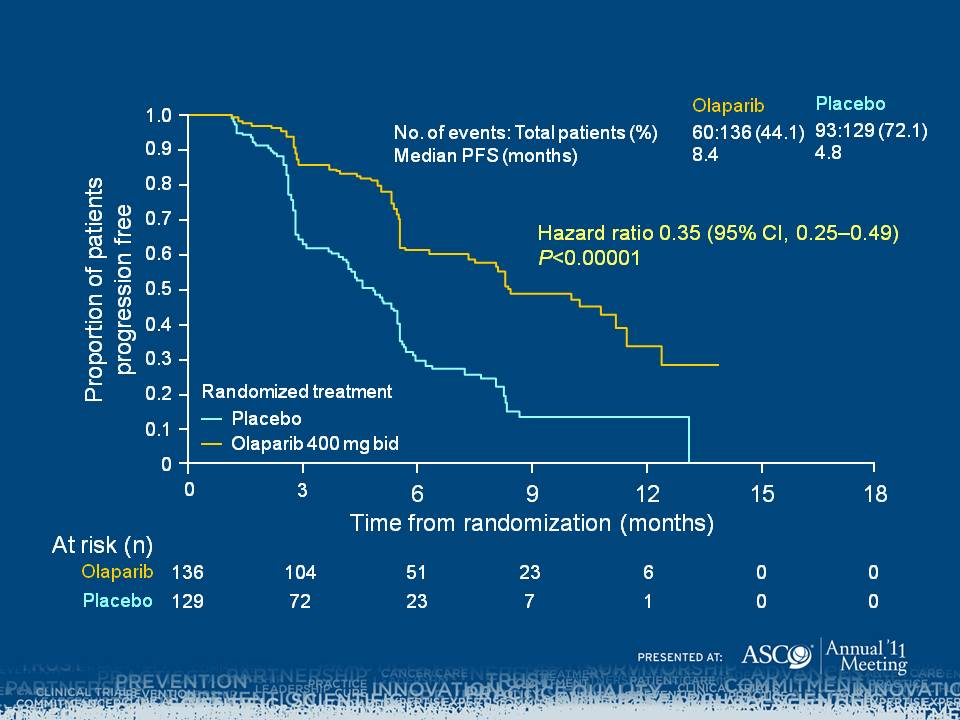 Olaparib Placebo
No. of events: Total patients (%) 60:136 (44.1) 93:129 (72.1)
Median PFS (months) 8.4 4.8
Hazard ratio 0.35 (95% CI, 0.25–0.49)
P<0.00001
Proportion of patients
progression free
1.0
0.9
0.8
0.7
0.6
0.5
0.4
0.3
0.2
0.1
0
Randomized treatment
Placebo
Olaparib 400 mg bid
0 3 6 9 12 15 18
Time from randomization (months)
At risk (n)
Olaparib 136 104 51 23 6 0 0
Placebo 129 72 23 7 1 0 0
PRESENTED AT: ASCO Annual '11
Meeting
PREVENTION
INNOVATION